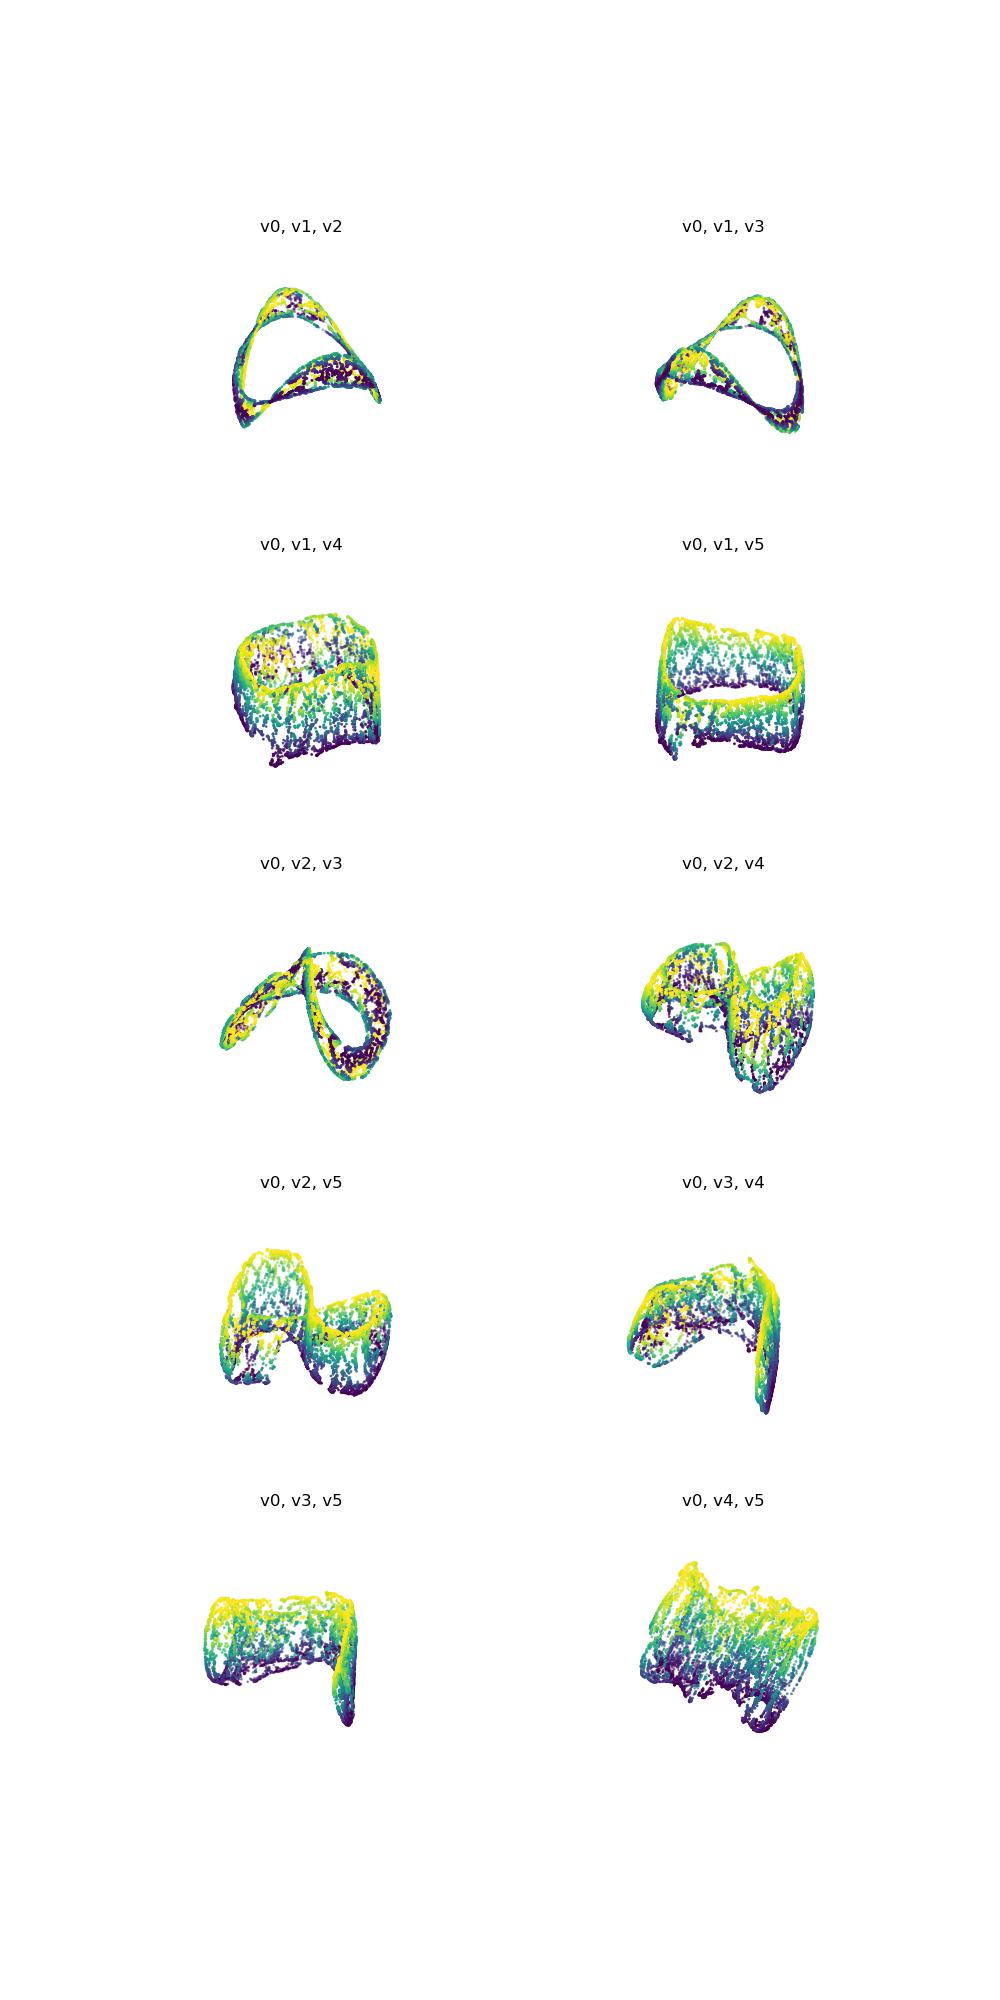 v0, v1, v2
v0, v1, v3
v0, v1, v4
v0, v1, v5
v0, v2, v3
v0, v2, v4
v0, v2, v5
v0, v3, v4
v0, v3, v5
v0, v4, v5